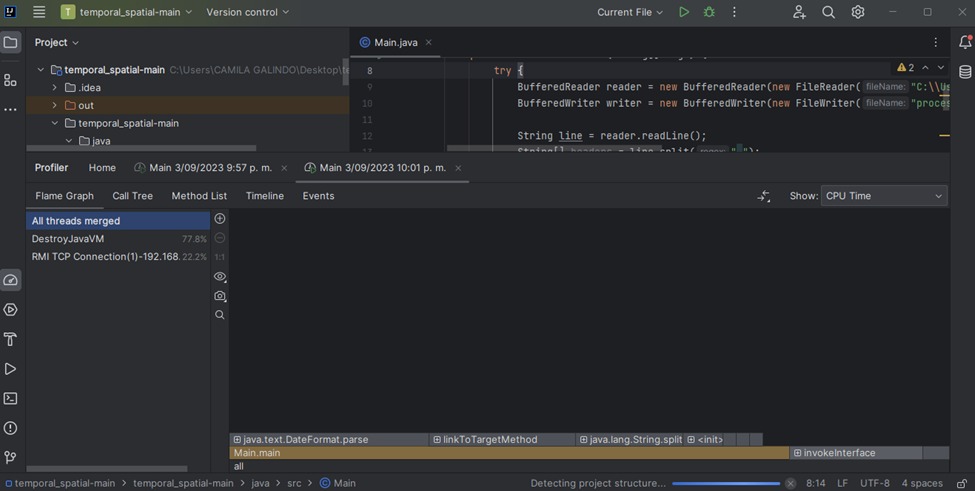 T temporal_spatial-main Version control Current File
Project
Main.java
temporal_spatial-main C:\Users\CAMILA GALINDO\Desktop\te
.idea
out
temporal_spatial-main
java
8 try {
9 BufferedReader reader = new BufferedReader(new FileReader( fileName: "C:\\Us
10 BufferedWriter writer = new BufferedWriter(new FileWriter( fileName: "proces
11
12 String line = reader.readLine();
13 String[] headers = line.split( regex: ",");
2
Profiler Home Main 3/09/2023 9:57 p. m. Main 3/09/2023 10:01 p. m.
Flame Graph Call Tree Method List Timeline Events Show: CPU Time
All threads merged
DestroyJavaVM 77.8%
RMI TCP Connection(1)-192.168. 22.2%
1:1
java.text.DateFormat.parse linkToTargetMethod java.lang.String.split <init>
Main.main invokeInterface
all
temporal_spatial-main > temporal_spatial-main > java > src > Main Detecting project structure... 8:14 LF UTF-8 4 spaces